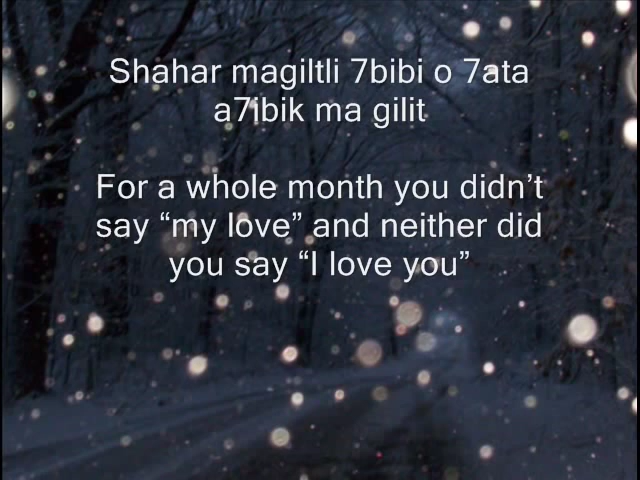 Shahar magiltli 7bibi o 7ata
a7ibik ma gilit
For a whole month you didn’t
say “my love” and neither did
you say “I love you”